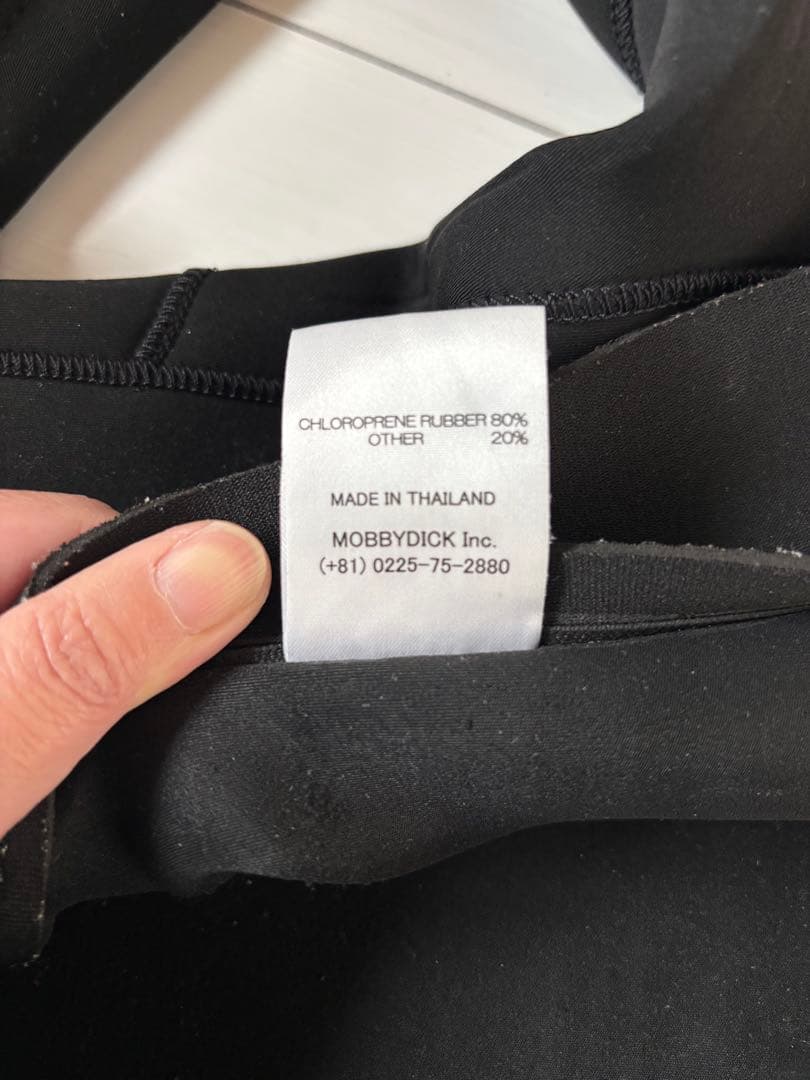 CHLOROPRENE RUBBER 80%
OTHER 20%
MADE IN THAILAND
MOBBYDICK Inc.
(+81) 0225-75-2880